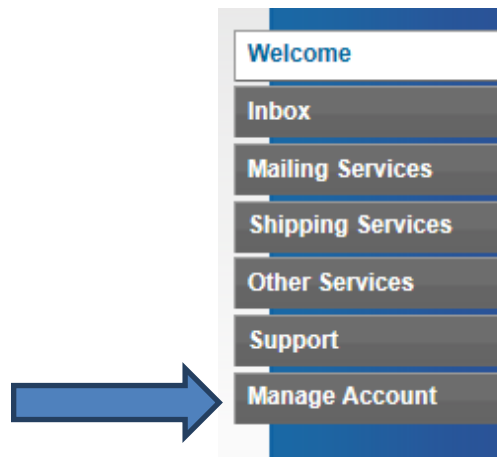 Welcome
Inbox
Mailing Services
Shipping Services
Other Services
Support
Manage Account